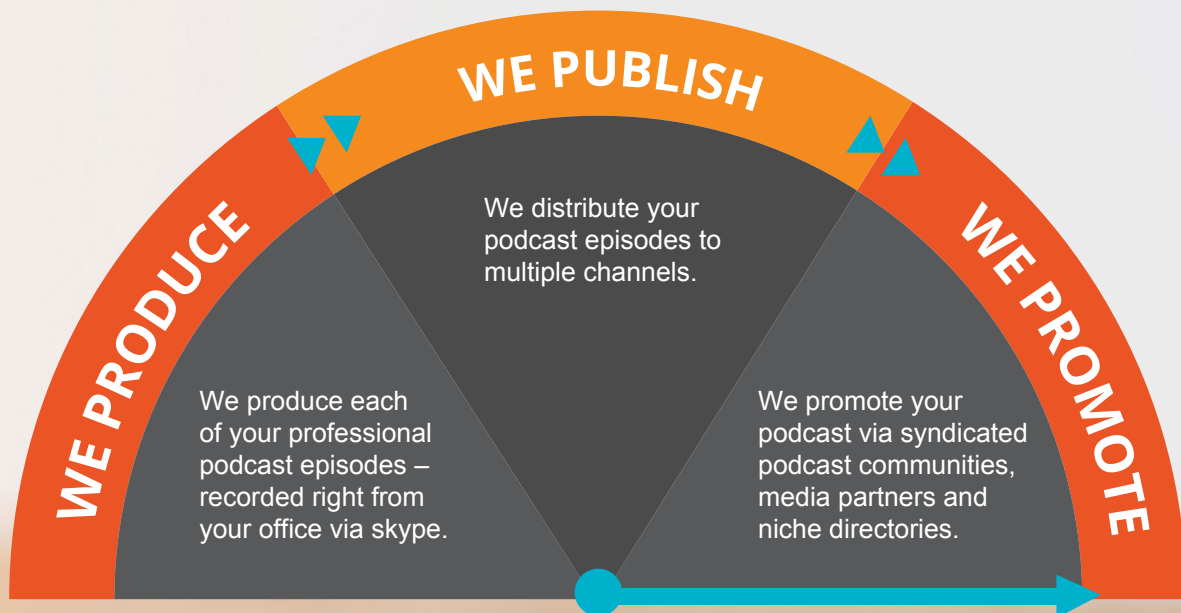 WE PRODUCE
We produce each
of your professional
podcast episodes –
recorded right from
your office via skype.
WE PUBLISH
We distribute your
podcast episodes to
multiple channels.
WE PROMOTE
We promote your
podcast via syndicated
podcast communities,
media partners and
niche directories.